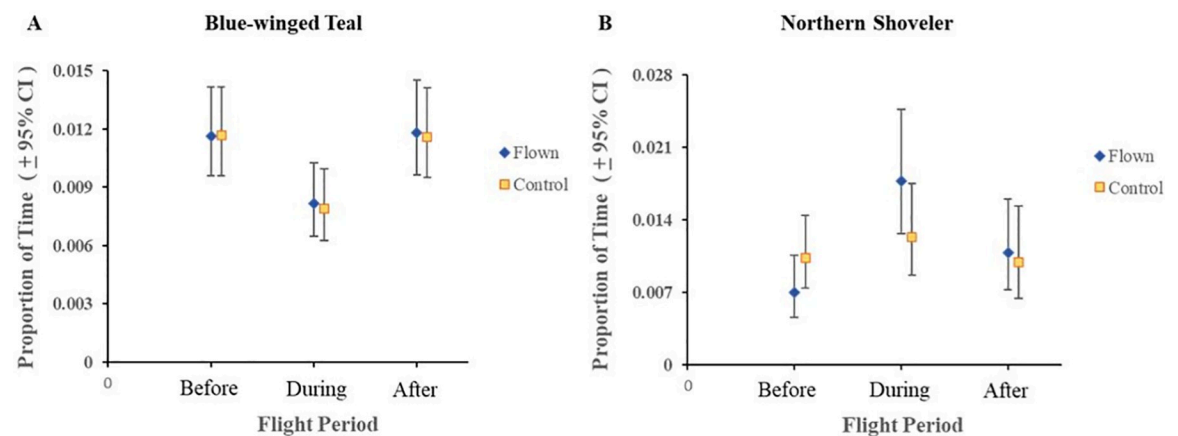 A
Blue-winged Teal
Proportion of Time ( ± 95% CI )
0.015
0.012
0.009
0.006
0.003
0
0
Before
During
After
Flight Period
Flown
Control
B
Northern Shoveler
Proportion of Time ( ± 95% CI )
0.028
0.021
0.014
0.007
0
0
Before
During
After
Flight Period
Flown
Control